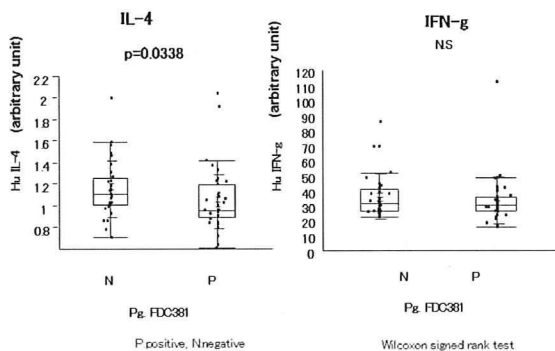 IL-4
p=0.0338
Hu IL-4 (arbitrary unit)
2.2
2
1.8
1.6
1.4
1.2
1.0
0.8
N P
Pg. FDC381
P:positive, N:negative
IFN-g
N.S
Hu IFN-g (arbitrary unit)
120
110
100
90
80
70
60
50
40
30
20
10
0
N P
Pg. FDC381
Wilcoxon signed rank test